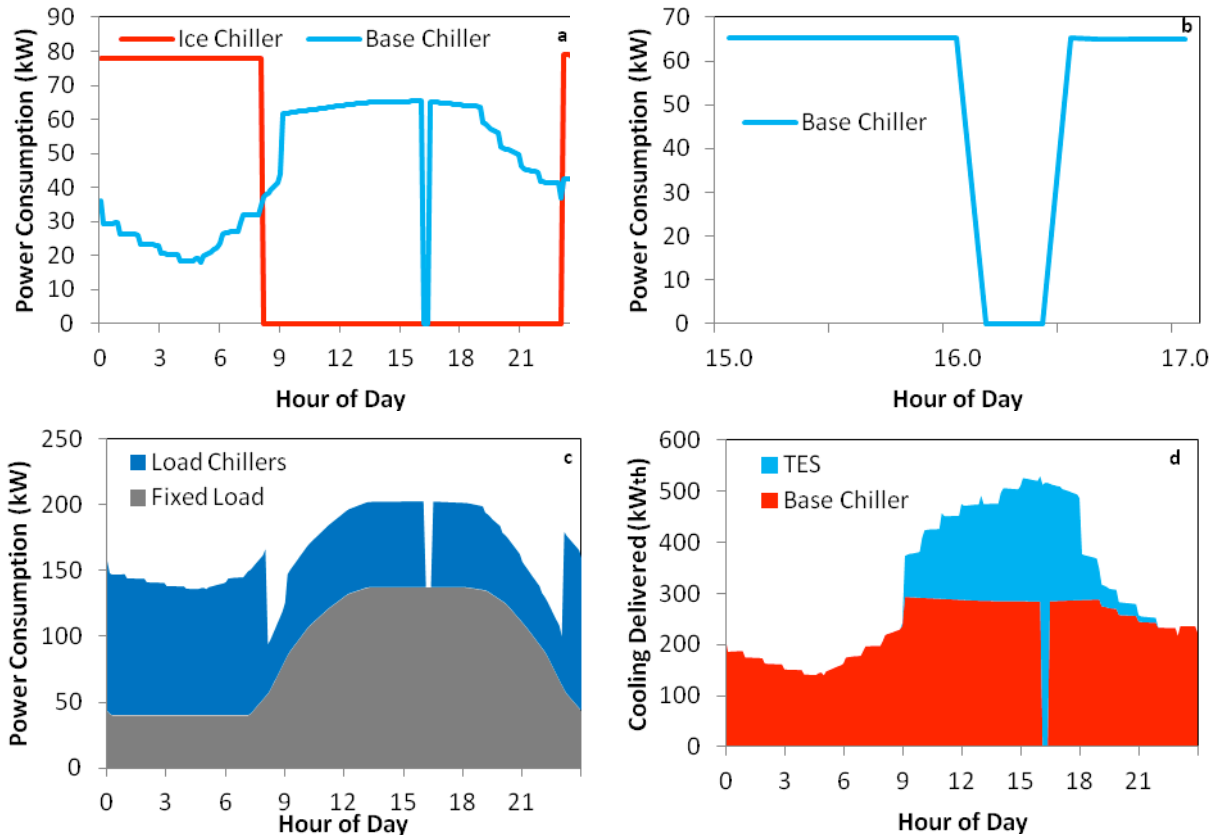 a
Ice Chiller
Base Chiller
Power Consumption (kW)
90
80
70
60
50
40
30
20
10
0
0 3 6 9 12 15 18 21
Hour of Day
b
Base Chiller
Power Consumption (kW)
70
60
50
40
30
20
10
0
15.0 16.0 17.0
Hour of Day
c
Load Chillers
Fixed Load
Power Consumption (kW)
250
200
150
100
50
0
0 3 6 9 12 15 18 21
Hour of Day
d
TES
Base Chiller
Cooling Delivered (kWth)
600
500
400
300
200
100
0
0 3 6 9 12 15 18 21
Hour of Day